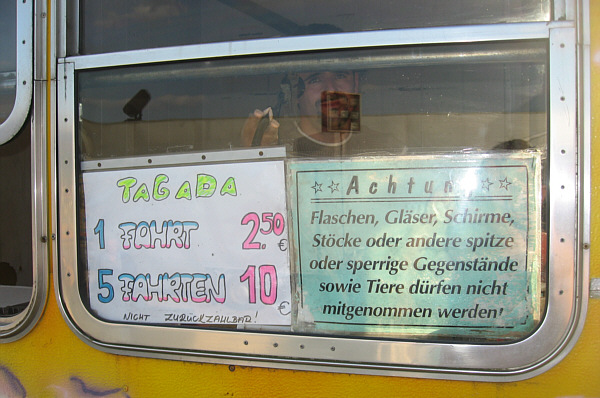 TAGADA
1 FAHRT 2.50 €
5 FAHRTEN 10 €
NICHT ZURÜCKZAHLBAR!
☆☆ Achtung ☆☆
Flaschen, Gläser, Schirme,
Stöcke oder andere spitze
oder sperrige Gegenstände
sowie Tiere dürfen nicht
mitgenommen werden!